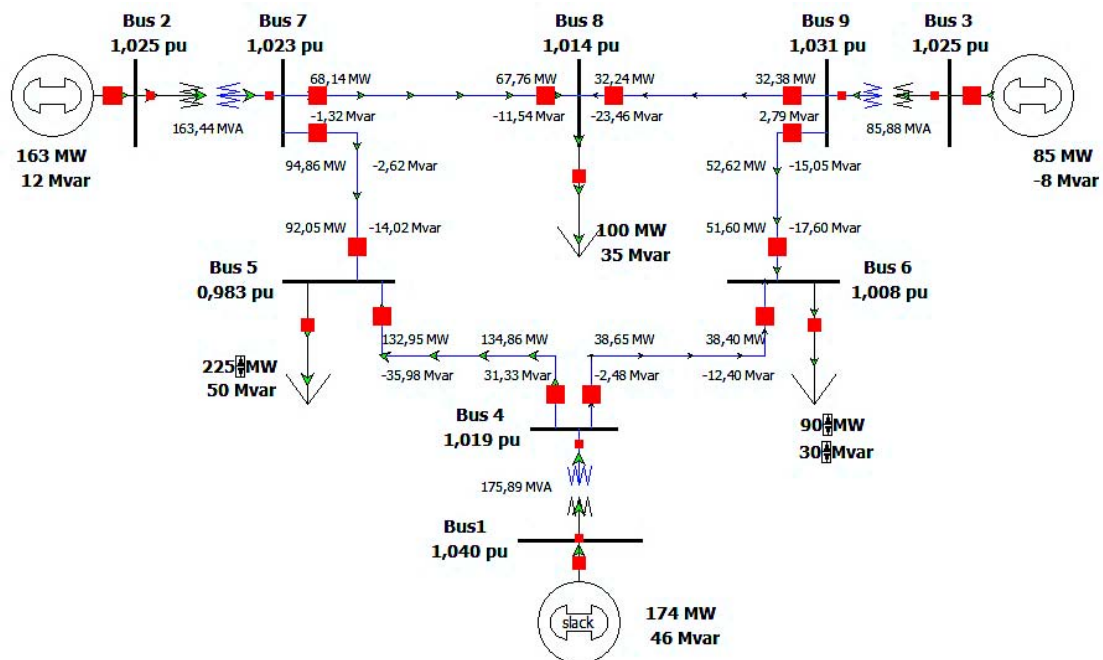 Bus 2
1,025 pu
Bus 7
1,023 pu
Bus 8
1,014 pu
Bus 9
1,031 pu
Bus 3
1,025 pu
68,14 MW
67,76 MW
32,24 MW
32,38 MW
-1,32 Mvar
-11,54 Mvar
-23,46 Mvar
2,79 Mvar
163,44 MVA
85,88 MVA
163 MW
12 Mvar
94,86 MW
-2,62 Mvar
52,62 MW
-15,05 Mvar
85 MW
-8 Mvar
92,05 MW
-14,02 Mvar
100 MW
35 Mvar
51,60 MW
-17,60 Mvar
Bus 5
0,983 pu
Bus 6
1,008 pu
132,95 MW
134,86 MW
38,65 MW
38,40 MW
-35,98 Mvar
31,33 Mvar
-2,48 Mvar
-12,40 Mvar
225 MW
50 Mvar
90 MW
30 Mvar
Bus 4
1,019 pu
175,89 MVA
Bus1
1,040 pu
slack
174 MW
46 Mvar